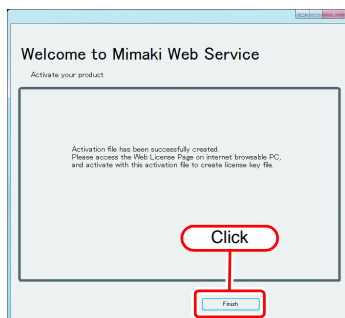 Welcome to Mimaki Web Service
Activate your product
Activation file has been successfully created.
Please access the Web License Page on internet browsable PC,
and activate with this activation file to create license key file.
Click
Finish